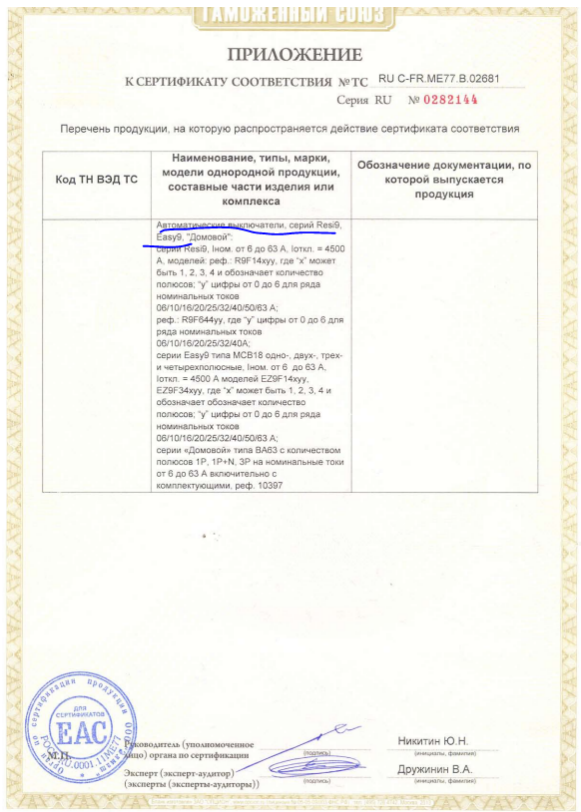 ТАМОЖЕННЫЙ СОЮЗ
ПРИЛОЖЕНИЕ
К СЕРТИФИКАТУ СООТВЕТСТВИЯ № ТС RU C-FR.ME77.B.02681
Серия RU № 0282144
Перечень продукции, на которую распространяется действие сертификата соответствия
Код ТН ВЭД ТС
Наименование, типы, марки,
модели однородной продукции,
составные части изделия или
комплекса
Обозначение документации, по
которой выпускается
продукция
Автоматические выключатели, серий Resi9,
Easy9, "Домовой":
серии Resi9, Iном. от 6 до 63 А, Iоткл. = 4500
А, моделей: реф.: R9F14xyy, где "x" может
быть 1, 2, 3, 4 и обозначает количество
полюсов; "y" цифры от 0 до 6 для ряда
номинальных токов
06/10/16/20/25/32/40/50/63 А;
реф.: R9F644yy, где "y" цифры от 0 до 6 для
ряда номинальных токов
06/10/16/20/25/32/40А;
серии Easy9 типа МСВ18 одно-, двух-, трех-
и четырехполюсные, Iном. от 6 до 63 А,
Iоткл. = 4500 А моделей EZ9F14xyy,
EZ9F34xyy, где "x" может быть 1, 2, 3, 4 и
обозначает обозначает количество
полюсов; "y" цифры от 0 до 6 для ряда
номинальных токов
06/10/16/20/25/32/40/50/63 А;
серии «Домовой» типа ВА63 с количеством
полюсов 1P, 1P+N, 3P на номинальные токи
от 6 до 63 А включительно с
комплектующими, реф. 10397
ДЛЯ
СЕРТИФИКАТОВ
ЕАС
М.П.
Руководитель (уполномоченное
лицо) органа по сертификации
(подпись)
Никитин Ю.Н.
(инициалы, фамилия)
Эксперт (эксперт-аудитор)
(эксперты (эксперты-аудиторы))
(подпись)
Дружинин В.А.
(инициалы, фамилия)